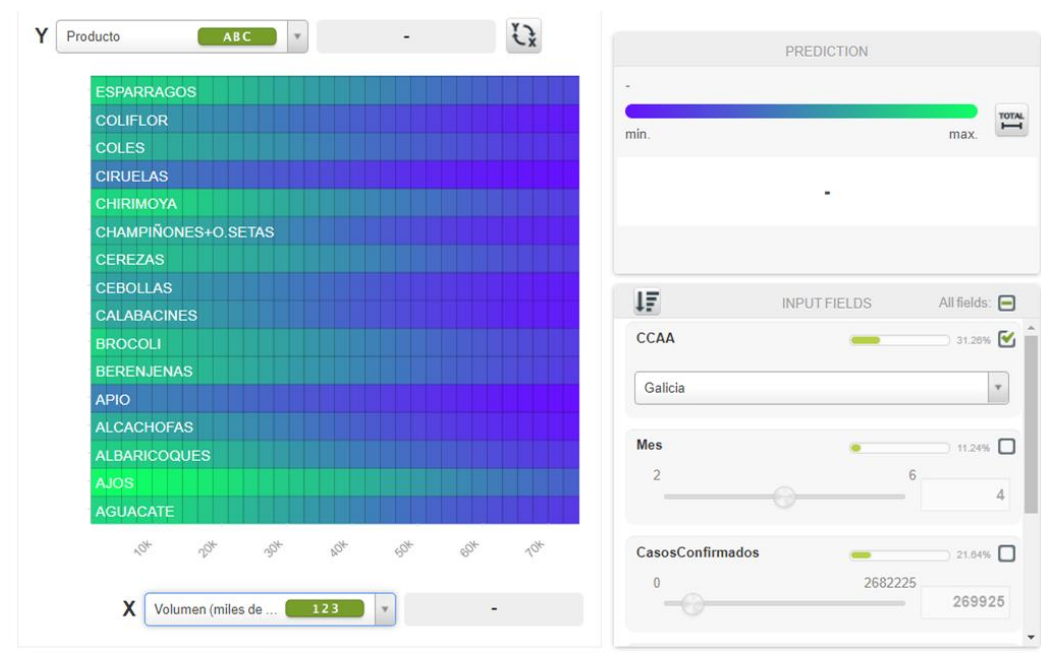 Y
Producto
ABC
-
Y
X
ESPARRAGOS
COLIFLOR
COLES
CIRUELAS
CHIRIMOYA
CHAMPIÑONES+O.SETAS
CEREZAS
CEBOLLAS
CALABACINES
BROCOLI
BERENJENAS
APIO
ALCACHOFAS
ALBARICOQUES
AJOS
AGUACATE
10k 20k 30k 40k 50k 60k 70k
X
Volumen (miles de ...
123
-
PREDICTION
-
TOTAL
min. max.
-
INPUT FIELDS All fields:
CCAA 31.26%
Galicia
Mes 11.24%
2 6
4
CasosConfirmados 21.64%
0 2682225
269925